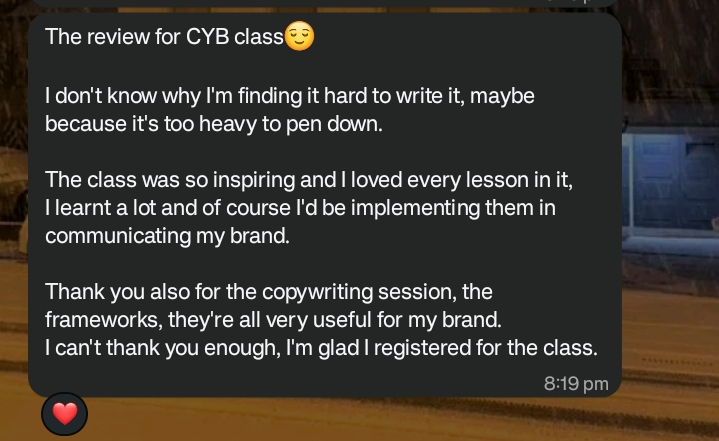 The review for CYB class😌
I don't know why I'm finding it hard to write it, maybe
because it's too heavy to pen down.
The class was so inspiring and I loved every lesson in it,
I learnt a lot and of course I'd be implementing them in
communicating my brand.
Thank you also for the copywriting session, the
frameworks, they're all very useful for my brand.
I can't thank you enough, I'm glad I registered for the class.
8:19 pm